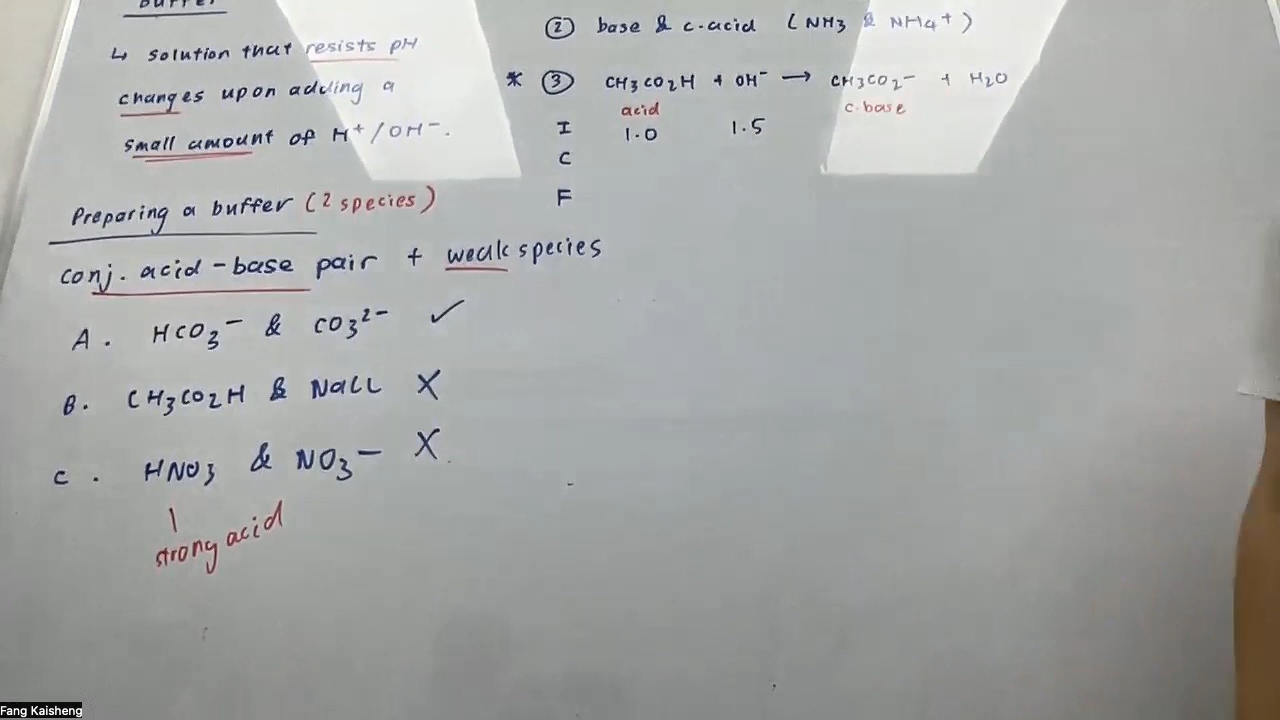 Buffer
↳ solution that resists pH
changes upon adding a
small amount of H+/OH-.
Preparing a buffer (2 species)
conj. acid-base pair + weak species
A. HCO3- & CO3²- ✓
B. CH3CO2H & NaCl X
C. HNO3 & NO3- X
strong acid
② base & c.acid (NH3 & NH4+)
* ③ CH3CO2H + OH- → CH3CO2- + H2O
acid c.base
I 1.0 1.5
C
F
Fang Kaisheng